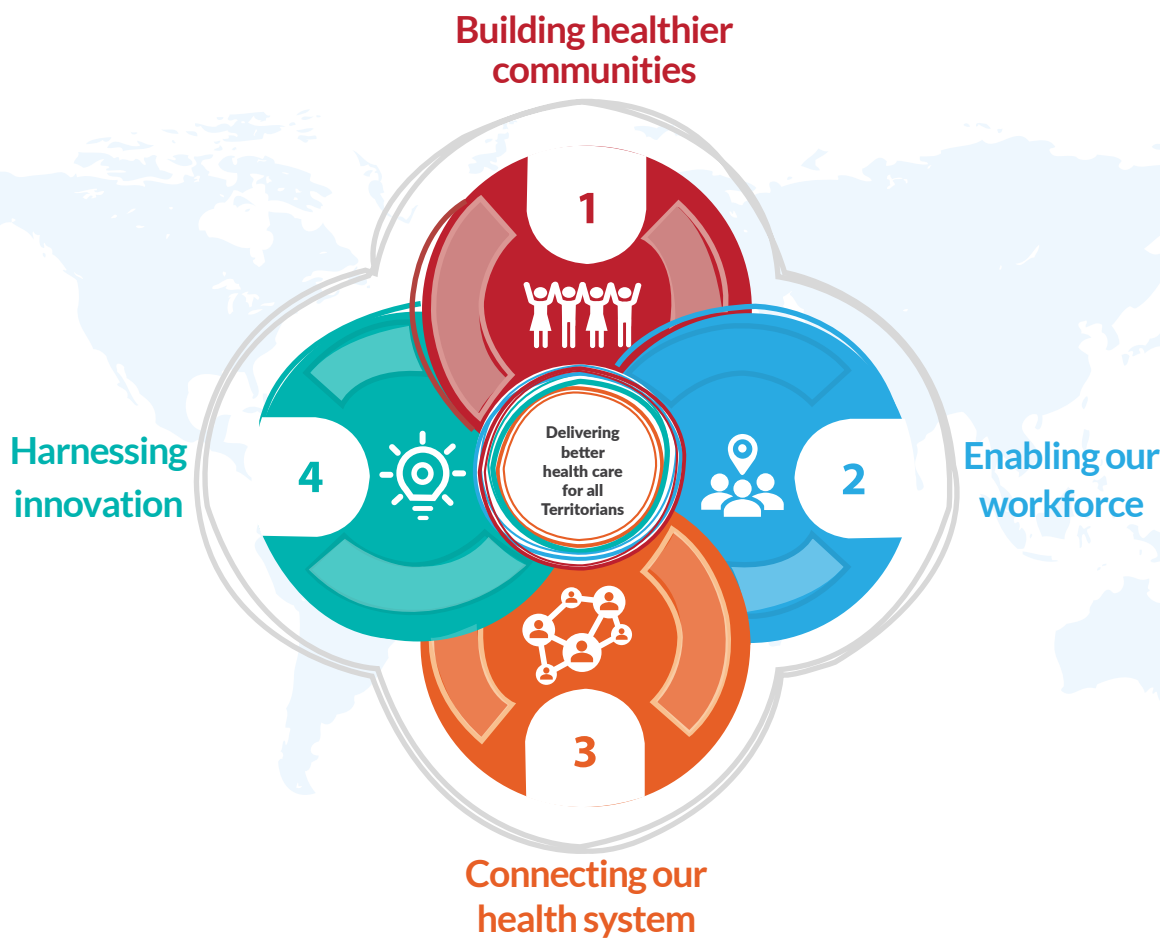 Building healthier
communities
1
Harnessing
innovation
4
Delivering
better
health care
for all
Territorians
2
Enabling our
workforce
3
Connecting our
health system